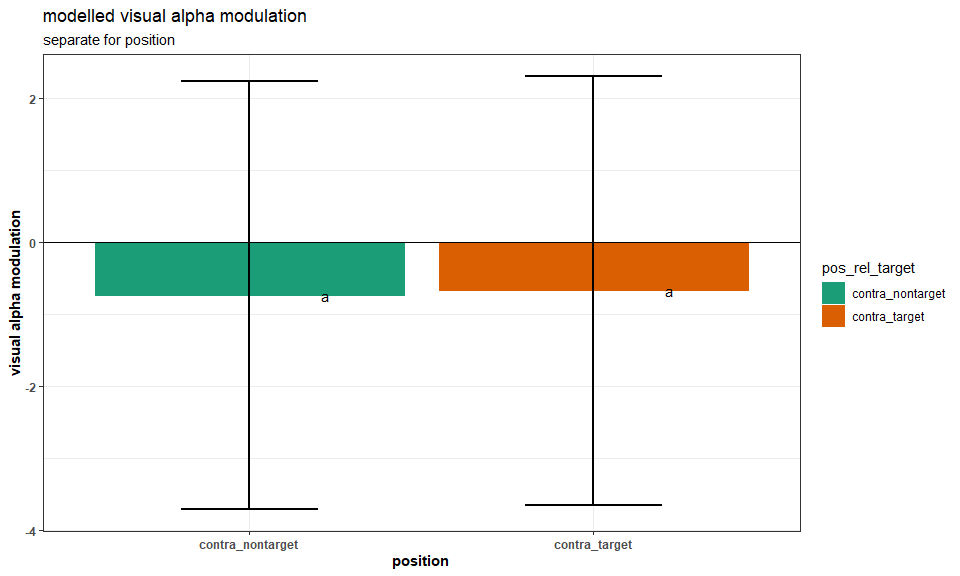 modelled visual alpha modulation
separate for position
visual alpha modulation
2
0
-2
-4
a
a
contra_nontarget
contra_target
position
pos_rel_target
contra_nontarget
contra_target